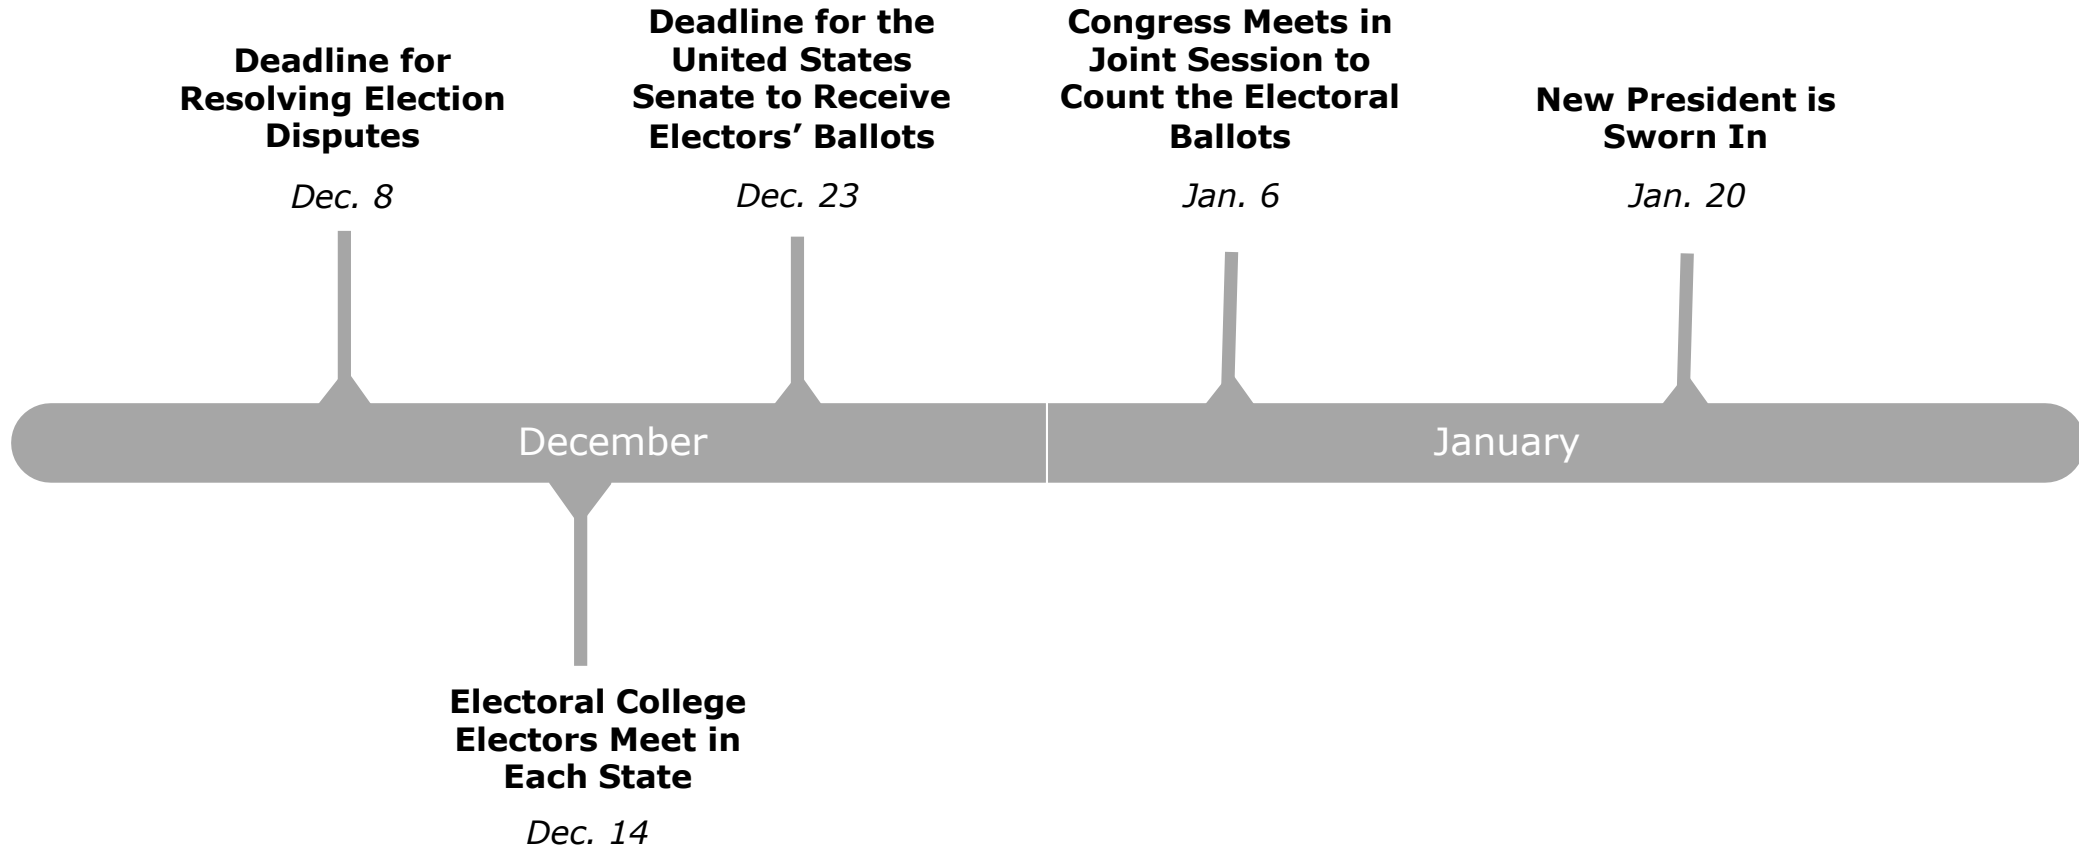 Deadline for
Resolving Election
Disputes
Dec. 8
Deadline for the
United States
Senate to Receive
Electors’ Ballots
Dec. 23
Congress Meets in
Joint Session to
Count the Electoral
Ballots
Jan. 6
New President is
Sworn In
Jan. 20
December
January
Electoral College
Electors Meet in
Each State
Dec. 14